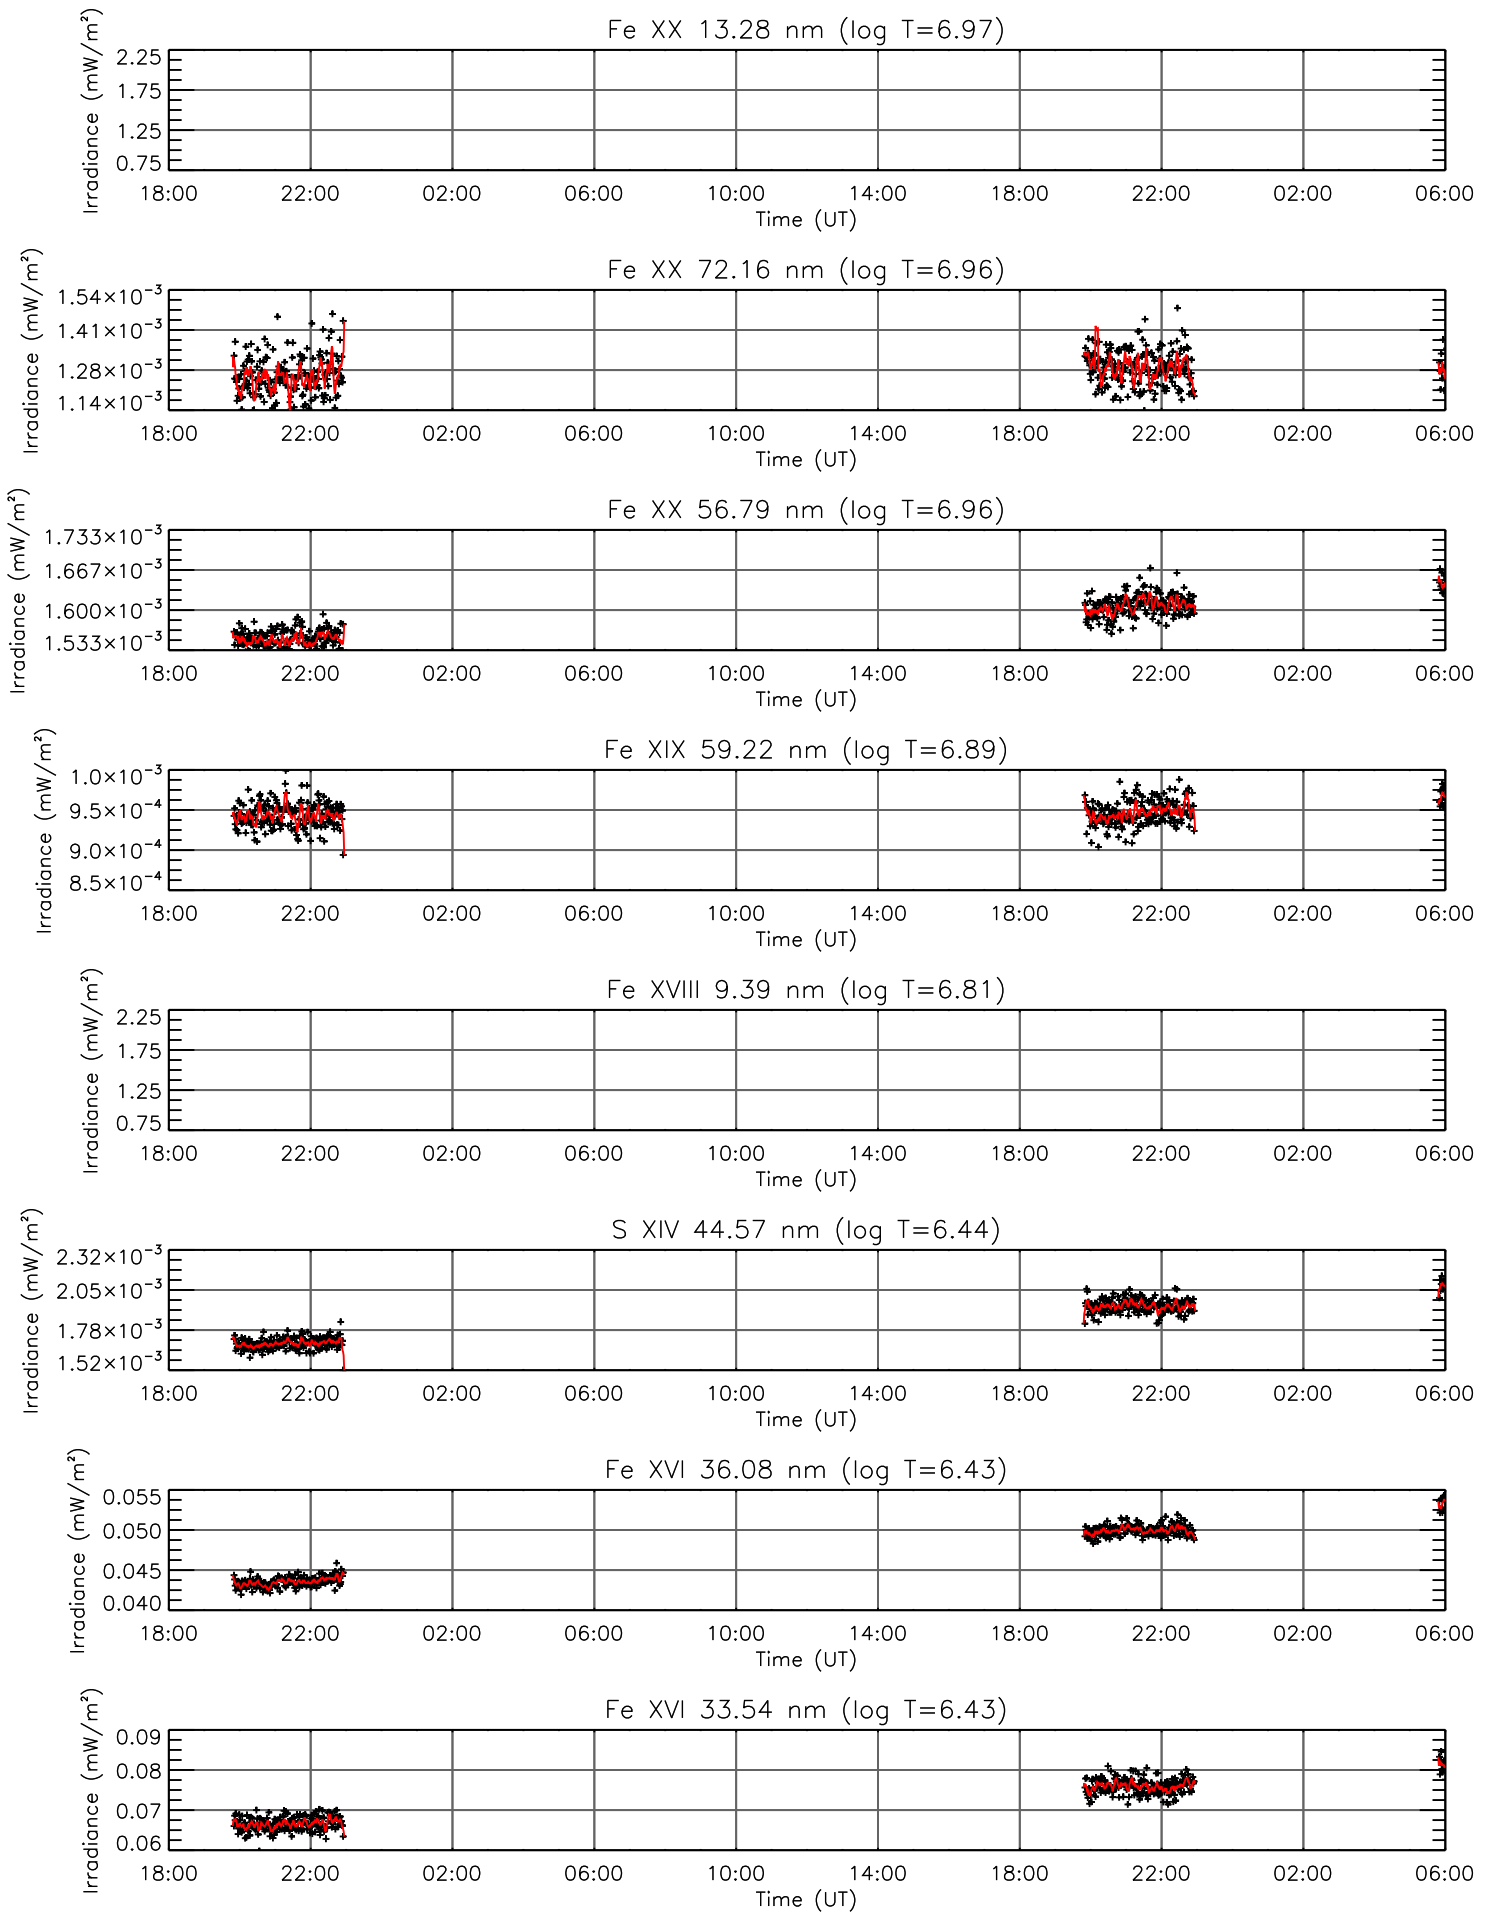 Fe XX 13.28 nm (log T=6.97)
Irradiance (mW/m²)
2.25
1.75
1.25
0.75
18:00 22:00 02:00 06:00 10:00 14:00 18:00 22:00 02:00 06:00
Time (UT)
Fe XX 72.16 nm (log T=6.96)
Irradiance (mW/m²)
1.54×10⁻³
1.41×10⁻³
1.28×10⁻³
1.14×10⁻³
18:00 22:00 02:00 06:00 10:00 14:00 18:00 22:00 02:00 06:00
Time (UT)
Fe XX 56.79 nm (log T=6.96)
Irradiance (mW/m²)
1.733×10⁻³
1.667×10⁻³
1.600×10⁻³
1.533×10⁻³
18:00 22:00 02:00 06:00 10:00 14:00 18:00 22:00 02:00 06:00
Time (UT)
Fe XIX 59.22 nm (log T=6.89)
Irradiance (mW/m²)
1.0×10⁻³
9.5×10⁻⁴
9.0×10⁻⁴
8.5×10⁻⁴
18:00 22:00 02:00 06:00 10:00 14:00 18:00 22:00 02:00 06:00
Time (UT)
Fe XVIII 9.39 nm (log T=6.81)
Irradiance (mW/m²)
2.25
1.75
1.25
0.75
18:00 22:00 02:00 06:00 10:00 14:00 18:00 22:00 02:00 06:00
Time (UT)
S XIV 44.57 nm (log T=6.44)
Irradiance (mW/m²)
2.32×10⁻³
2.05×10⁻³
1.78×10⁻³
1.52×10⁻³
18:00 22:00 02:00 06:00 10:00 14:00 18:00 22:00 02:00 06:00
Time (UT)
Fe XVI 36.08 nm (log T=6.43)
Irradiance (mW/m²)
0.055
0.050
0.045
0.040
18:00 22:00 02:00 06:00 10:00 14:00 18:00 22:00 02:00 06:00
Time (UT)
Fe XVI 33.54 nm (log T=6.43)
Irradiance (mW/m²)
0.09
0.08
0.07
0.06
18:00 22:00 02:00 06:00 10:00 14:00 18:00 22:00 02:00 06:00
Time (UT)